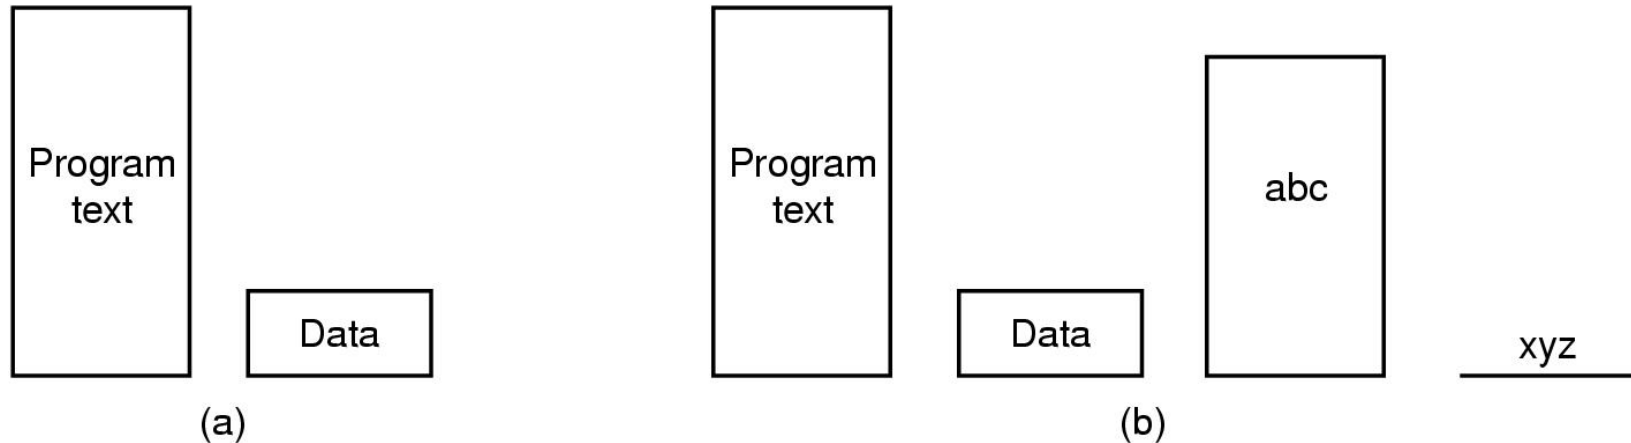 Program
text
Data
(a)
Program
text
Data
abc
xyz
(b)